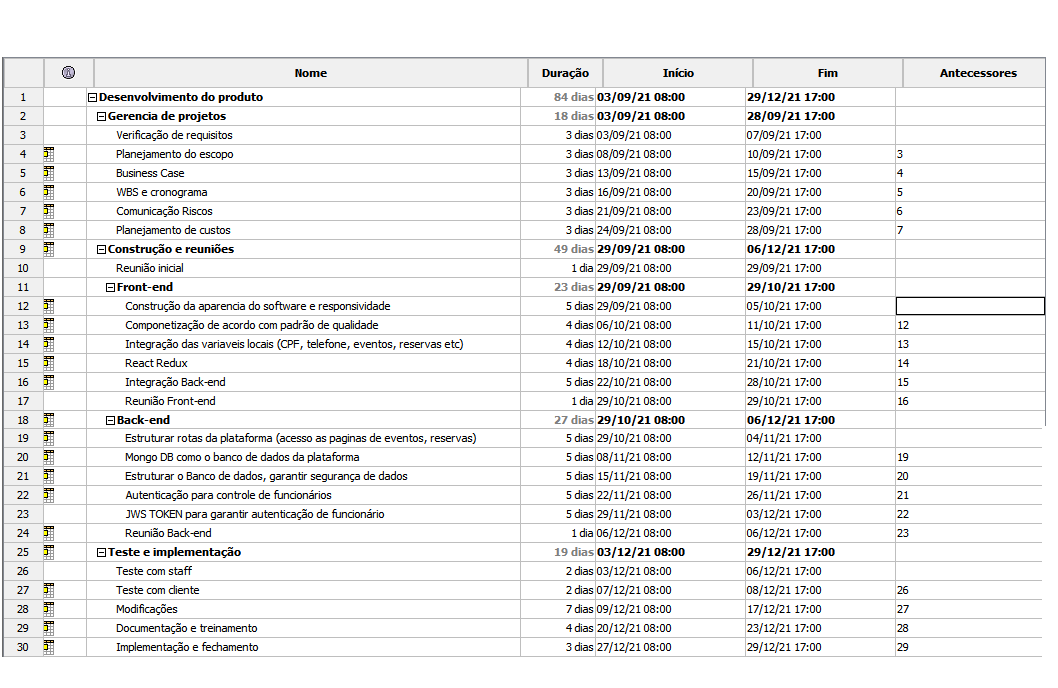 Nome Duração Início Fim Antecessores
1 Desenvolvimento do produto 84 dias 03/09/21 08:00 29/12/21 17:00
2 Gerencia de projetos 18 dias 03/09/21 08:00 28/09/21 17:00
3 Verificação de requisitos 3 dias 03/09/21 08:00 07/09/21 17:00
4 Planejamento do escopo 3 dias 08/09/21 08:00 10/09/21 17:00 3
5 Business Case 3 dias 13/09/21 08:00 15/09/21 17:00 4
6 WBS e cronograma 3 dias 16/09/21 08:00 20/09/21 17:00 5
7 Comunicação Riscos 3 dias 21/09/21 08:00 23/09/21 17:00 6
8 Planejamento de custos 3 dias 24/09/21 08:00 28/09/21 17:00 7
9 Construção e reuniões 49 dias 29/09/21 08:00 06/12/21 17:00
10 Reunião inicial 1 dia 29/09/21 08:00 29/09/21 17:00
11 Front-end 23 dias 29/09/21 08:00 29/10/21 17:00
12 Construção da aparencia do software e responsividade 5 dias 29/09/21 08:00 05/10/21 17:00
13 Componetização de acordo com padrão de qualidade 4 dias 06/10/21 08:00 11/10/21 17:00 12
14 Integração das variaveis locais (CPF, telefone, eventos, reservas etc) 4 dias 12/10/21 08:00 15/10/21 17:00 13
15 React Redux 4 dias 18/10/21 08:00 21/10/21 17:00 14
16 Integração Back-end 5 dias 22/10/21 08:00 28/10/21 17:00 15
17 Reunião Front-end 1 dia 29/10/21 08:00 29/10/21 17:00 16
18 Back-end 27 dias 29/10/21 08:00 06/12/21 17:00
19 Estruturar rotas da plataforma (acesso as paginas de eventos, reservas) 5 dias 29/10/21 08:00 04/11/21 17:00
20 Mongo DB como o banco de dados da plataforma 5 dias 08/11/21 08:00 12/11/21 17:00 19
21 Estruturar o Banco de dados, garantir segurança de dados 5 dias 15/11/21 08:00 19/11/21 17:00 20
22 Autenticação para controle de funcionários 5 dias 22/11/21 08:00 26/11/21 17:00 21
23 JWS TOKEN para garantir autenticação de funcionário 5 dias 29/11/21 08:00 03/12/21 17:00 22
24 Reunião Back-end 1 dia 06/12/21 08:00 06/12/21 17:00 23
25 Teste e implementação 19 dias 03/12/21 08:00 29/12/21 17:00
26 Teste com staff 2 dias 03/12/21 08:00 06/12/21 17:00
27 Teste com cliente 2 dias 07/12/21 08:00 08/12/21 17:00 26
28 Modificações 7 dias 09/12/21 08:00 17/12/21 17:00 27
29 Documentação e treinamento 4 dias 20/12/21 08:00 23/12/21 17:00 28
30 Implementação e fechamento 3 dias 27/12/21 08:00 29/12/21 17:00 29